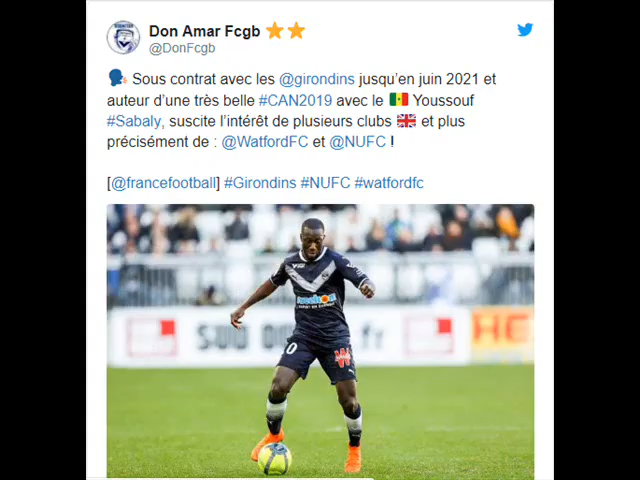 Don Amar Fcgb ⭐⭐
@DonFcgb
🗣 Sous contrat avec les @girondins jusqu'en juin 2021 et
auteur d'une très belle #CAN2019 avec le 🇸🇳 Youssouf
#Sabaly, suscite l'intérêt de plusieurs clubs 🇬🇧 et plus
précisément de : @WatfordFC et @NUFC !
[@francefootball] #Girondins #NUFC #watfordfc
SUD OU